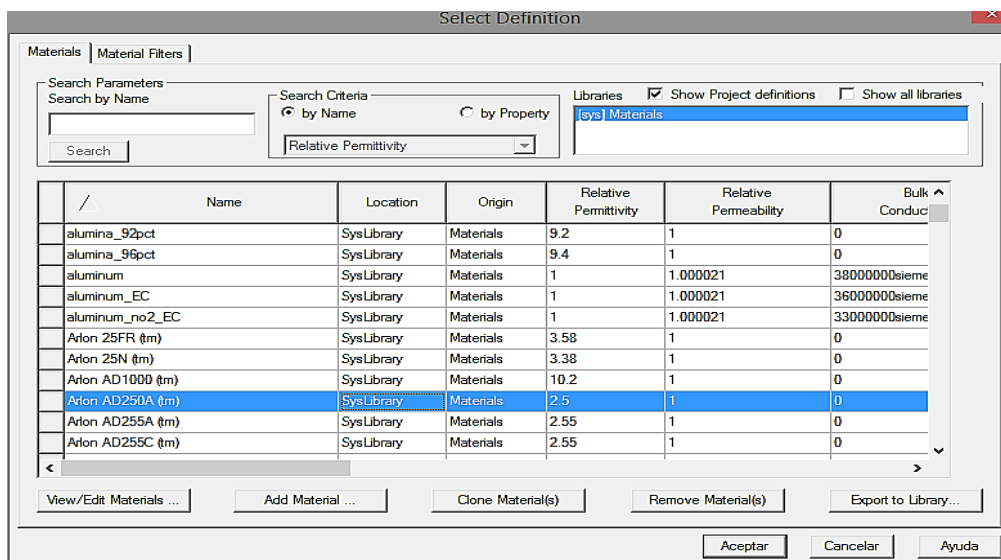 Select Definition
Materials Material Filters
Search Parameters
Search by Name
Search
Search Criteria
by Name by Property
Relative Permittivity
Libraries Show Project definitions Show all libraries
[sys] Materials
/ Name Location Origin Relative Permittivity Relative Permeability Bulk Conduc
alumina_92pct SysLibrary Materials 9.2 1 0
alumina_96pct SysLibrary Materials 9.4 1 0
aluminum SysLibrary Materials 1 1.000021 38000000sieme
aluminum_EC SysLibrary Materials 1 1.000021 36000000sieme
aluminum_no2_EC SysLibrary Materials 1 1.000021 33000000sieme
Arlon 25FR (tm) SysLibrary Materials 3.58 1 0
Arlon 25N (tm) SysLibrary Materials 3.38 1 0
Arlon AD1000 (tm) SysLibrary Materials 10.2 1 0
Arlon AD250A (tm) SysLibrary Materials 2.5 1 0
Arlon AD255A (tm) SysLibrary Materials 2.55 1 0
Arlon AD255C (tm) SysLibrary Materials 2.55 1 0
View/Edit Materials ... Add Material ... Clone Material(s) Remove Material(s) Export to Library...
Aceptar Cancelar Ayuda